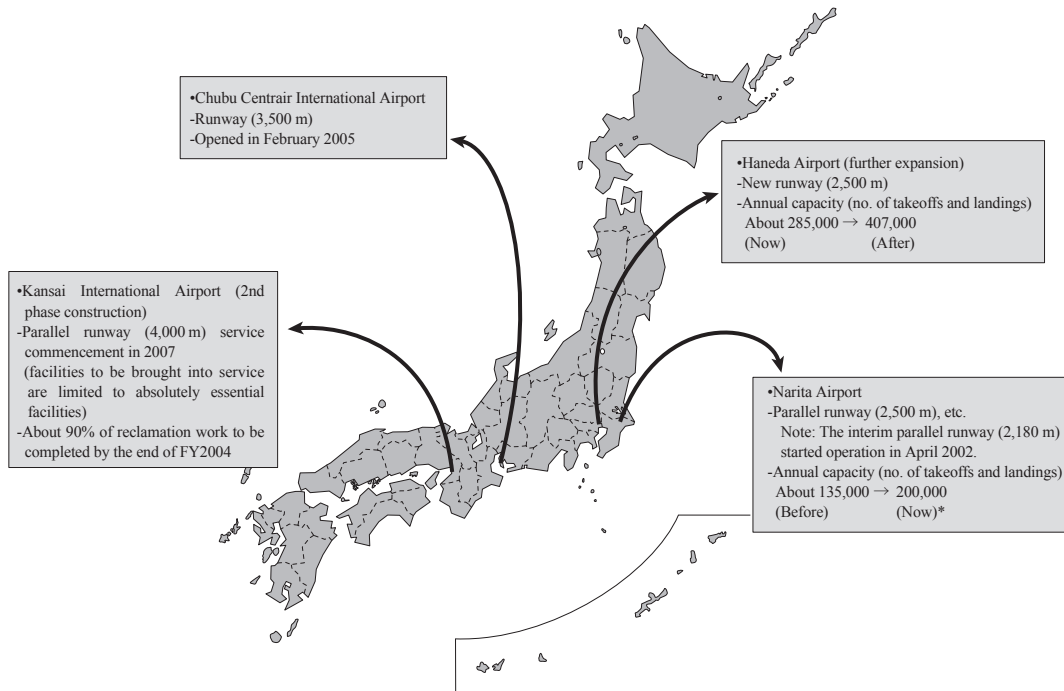 •Chubu Centrair International Airport
-Runway (3,500 m)
-Opened in February 2005
•Haneda Airport (further expansion)
-New runway (2,500 m)
-Annual capacity (no. of takeoffs and landings)
About 285,000 → 407,000
(Now) (After)
•Kansai International Airport (2nd
phase construction)
-Parallel runway (4,000 m) service
commencement in 2007
(facilities to be brought into service
are limited to absolutely essential
facilities)
-About 90% of reclamation work to be
completed by the end of FY2004
•Narita Airport
-Parallel runway (2,500 m), etc.
Note: The interim parallel runway (2,180 m)
started operation in April 2002.
-Annual capacity (no. of takeoffs and landings)
About 135,000 → 200,000
(Before) (Now)*